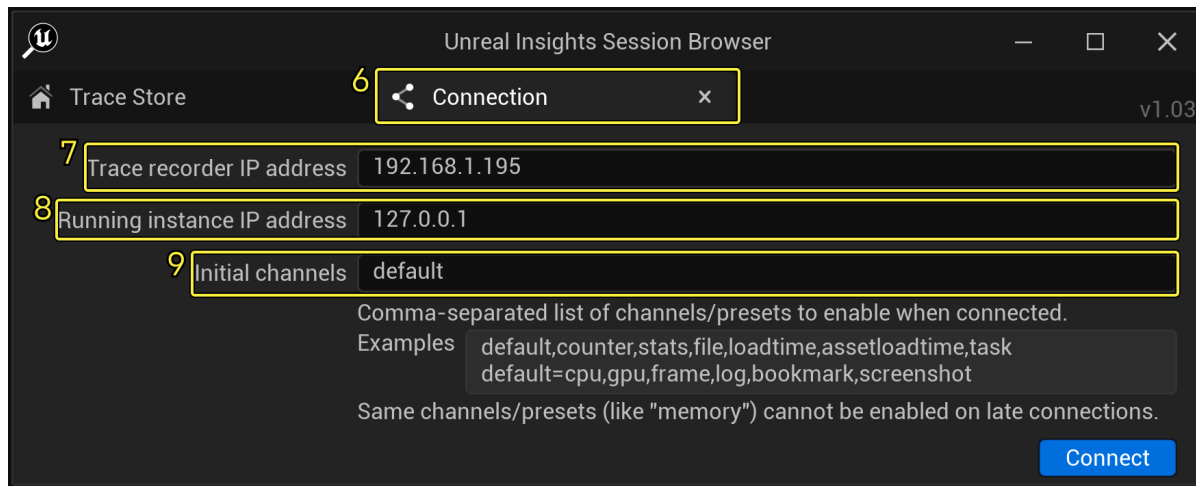 Unreal Insights Session Browser
Trace Store
6 Connection
v1.03
7 Trace recorder IP address 192.168.1.195
8 Running instance IP address 127.0.0.1
9 Initial channels default
Comma-separated list of channels/presets to enable when connected.
Examples default,counter,stats,file,loadtime,assetloadtime,task
default=cpu,gpu,frame,log,bookmark,screenshot
Same channels/presets (like "memory") cannot be enabled on late connections.
Connect